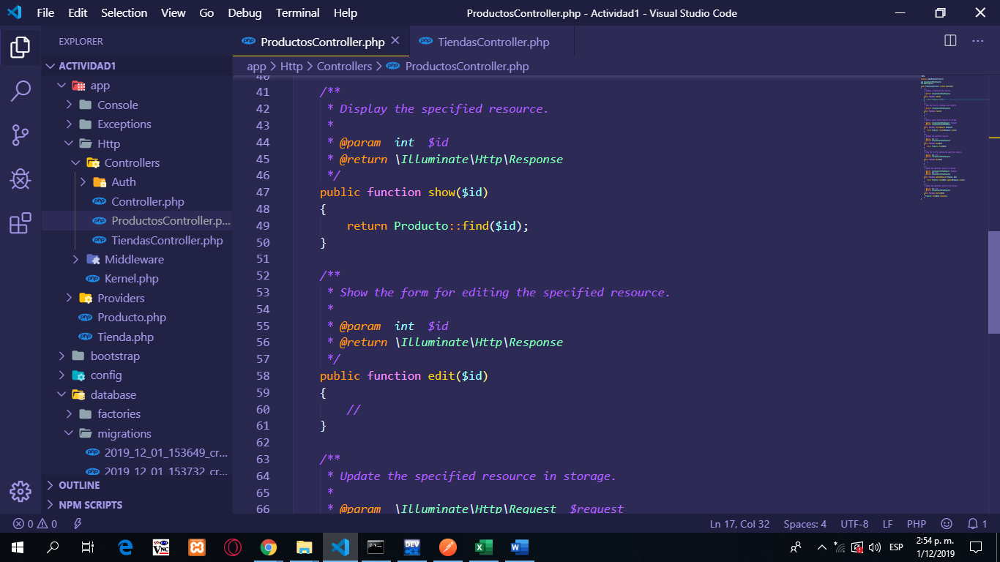 File Edit Selection View Go Debug Terminal Help
ProductosController.php - Actividad1 - Visual Studio Code
EXPLORER
ACTIVIDAD1
app
Console
Exceptions
Http
Controllers
Auth
Controller.php
ProductosController.p...
TiendasController.php
Middleware
Kernel.php
Providers
Producto.php
Tienda.php
bootstrap
config
database
factories
migrations
2019_12_01_153649_cr...
2019_12_01_153732_cr...
OUTLINE
NPM SCRIPTS
ProductosController.php
TiendasController.php
app > Http > Controllers > ProductosController.php
40
41 /**
42 * Display the specified resource.
43 *
44 * @param  int  $id
45 * @return \Illuminate\Http\Response
46 */
47 public function show($id)
48 {
49 return Producto::find($id);
50 }
51
52 /**
53 * Show the form for editing the specified resource.
54 *
55 * @param  int  $id
56 * @return \Illuminate\Http\Response
57 */
58 public function edit($id)
59 {
60 //
61 }
62
63 /**
64 * Update the specified resource in storage.
65 *
66 * @param  \Illuminate\Http\Request  $request
0 0
Ln 17, Col 32 Spaces: 4 UTF-8 LF PHP 1
VNC
DEV
ESP
2:54 p. m.
1/12/2019